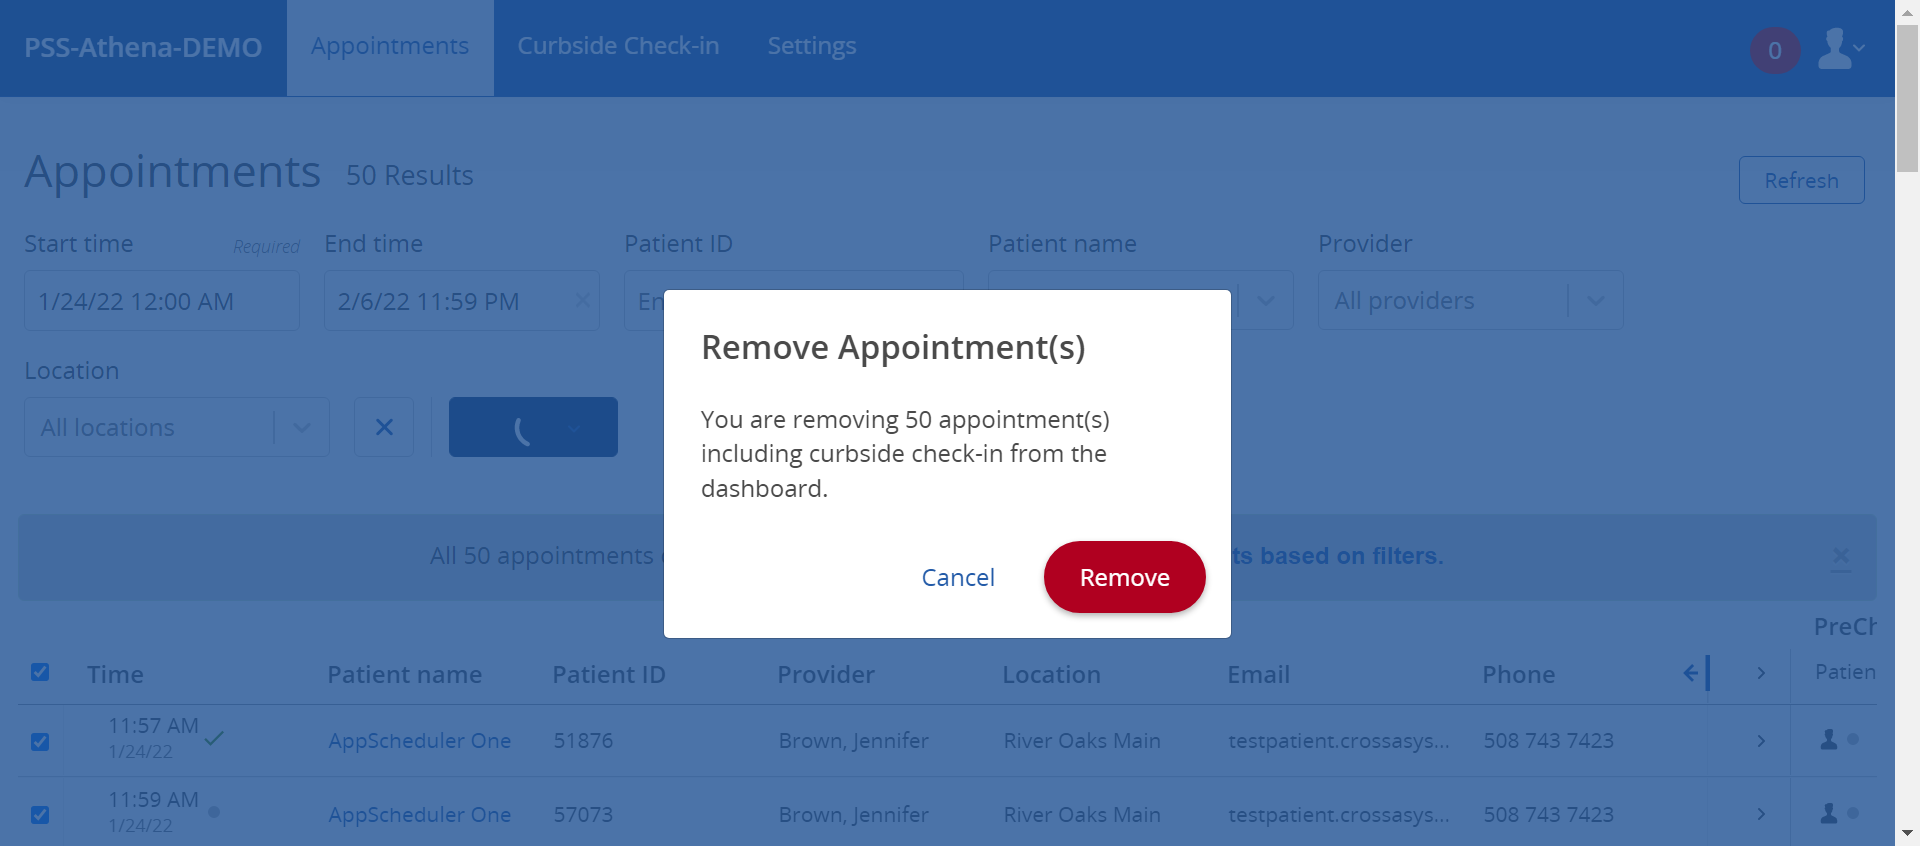 PSS-Athena-DEMO Appointments Curbside Check-in Settings 0
Appointments 50 Results Refresh
Start time Required End time Patient ID Patient name Provider
1/24/22 12:00 AM 2/6/22 11:59 PM En All providers
Remove Appointment(s)
Location
All locations
You are removing 50 appointment(s)
including curbside check-in from the
dashboard.
All 50 appointments ts based on filters.
Cancel Remove
PreCh
Time Patient name Patient ID Provider Location Email Phone Patien
11:57 AM
1/24/22
AppScheduler One 51876 Brown, Jennifer River Oaks Main testpatient.crossasys... 508 743 7423
11:59 AM
1/24/22
AppScheduler One 57073 Brown, Jennifer River Oaks Main testpatient.crossasys... 508 743 7423